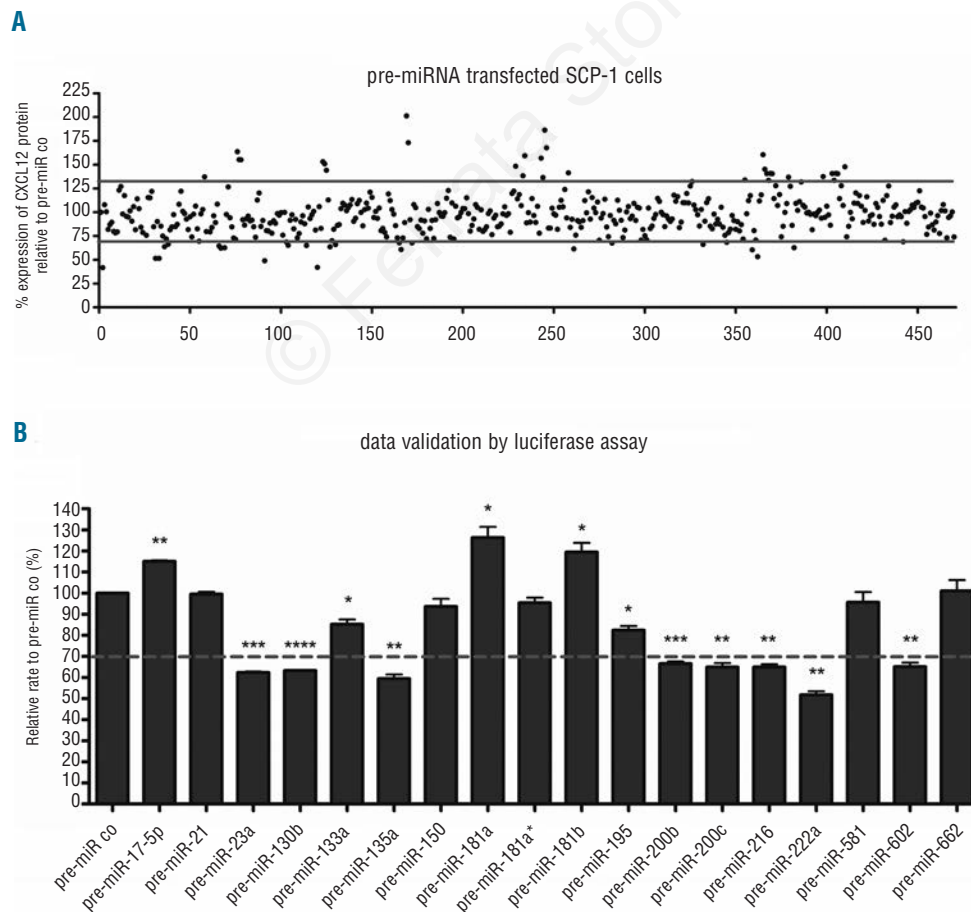 © Ferrata Sto
A
pre-miRNA transfected SCP-1 cells
% expression of CXCL12 protein
relative to pre-miR co
225
200
175
150
125
100
75
50
25
0
0 50 100 150 200 250 300 350 400 450
B
data validation by luciferase assay
Relative rate to pre-miR co (%)
140
130
120
110
100
90
80
70
60
50
40
30
20
10
0
** *** **** * ** * * * *** ** ** ** **
pre-miR co
pre-miR-17-5p
pre-miR-21
pre-miR-23a
pre-miR-130b
pre-miR-133a
pre-miR-135a
pre-miR-150
pre-miR-181a
pre-miR-181a*
pre-miR-181b
pre-miR-195
pre-miR-200b
pre-miR-200c
pre-miR-216
pre-miR-222a
pre-miR-581
pre-miR-602
pre-miR-662